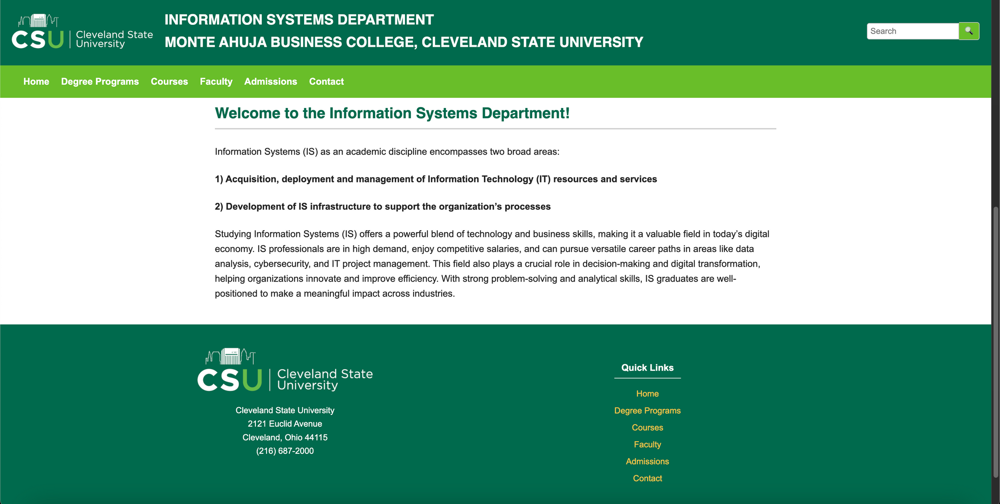 CSU
Cleveland State
University
INFORMATION SYSTEMS DEPARTMENT
MONTE AHUJA BUSINESS COLLEGE, CLEVELAND STATE UNIVERSITY
Search
Home Degree Programs Courses Faculty Admissions Contact
Welcome to the Information Systems Department!
Information Systems (IS) as an academic discipline encompasses two broad areas:
1) Acquisition, deployment and management of Information Technology (IT) resources and services
2) Development of IS infrastructure to support the organization’s processes
Studying Information Systems (IS) offers a powerful blend of technology and business skills, making it a valuable field in today’s digital
economy. IS professionals are in high demand, enjoy competitive salaries, and can pursue versatile career paths in areas like data
analysis, cybersecurity, and IT project management. This field also plays a crucial role in decision-making and digital transformation,
helping organizations innovate and improve efficiency. With strong problem-solving and analytical skills, IS graduates are well-
positioned to make a meaningful impact across industries.
CSU
Cleveland State
University
Cleveland State University
2121 Euclid Avenue
Cleveland, Ohio 44115
(216) 687-2000
Quick Links
Home
Degree Programs
Courses
Faculty
Admissions
Contact